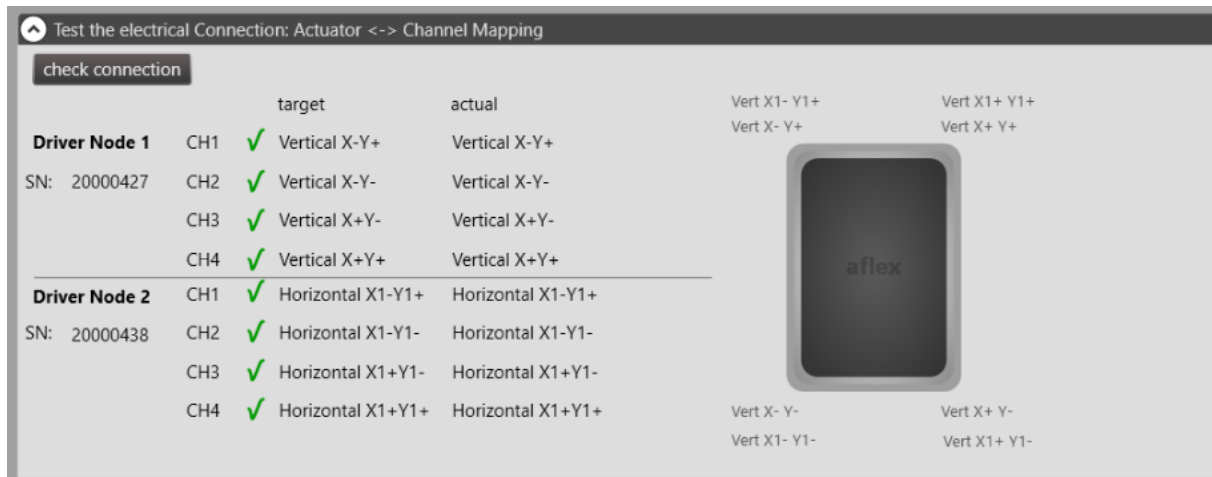 Test the electrical Connection: Actuator <-> Channel Mapping
check connection
target actual
Driver Node 1 CH1 Vertical X-Y+ Vertical X-Y+
SN: 20000427 CH2 Vertical X-Y- Vertical X-Y-
CH3 Vertical X+Y- Vertical X+Y-
CH4 Vertical X+Y+ Vertical X+Y+
Driver Node 2 CH1 Horizontal X1-Y1+ Horizontal X1-Y1+
SN: 20000438 CH2 Horizontal X1-Y1- Horizontal X1-Y1-
CH3 Horizontal X1+Y1- Horizontal X1+Y1-
CH4 Horizontal X1+Y1+ Horizontal X1+Y1+
Vert X1- Y1+ Vert X1+ Y1+
Vert X- Y+ Vert X+ Y+
aflex
Vert X- Y- Vert X+ Y-
Vert X1- Y1- Vert X1+ Y1-